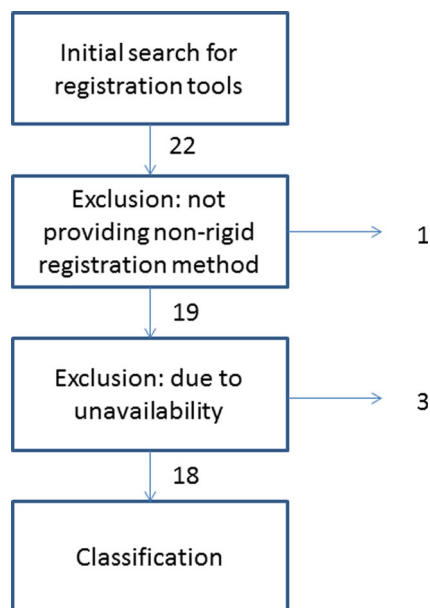 Initial search for
registration tools
22
Exclusion: not
providing non-rigid
registration method
1
19
Exclusion: due to
unavailability
3
18
Classification